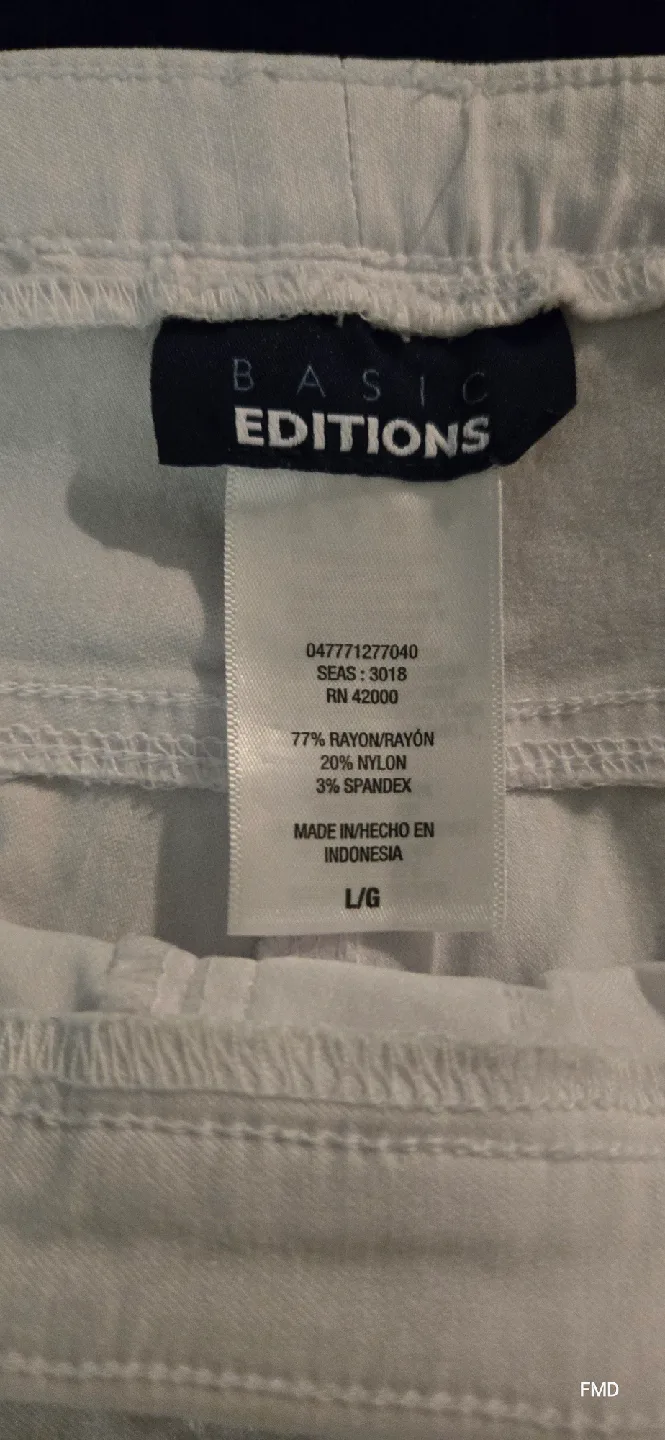 BASIC
EDITIONS
047771277040
SEAS : 3018
RN 42000
77% RAYON/RAYÓN
20% NYLON
3% SPANDEX
MADE IN/HECHO EN
INDONESIA
L/G
FMD